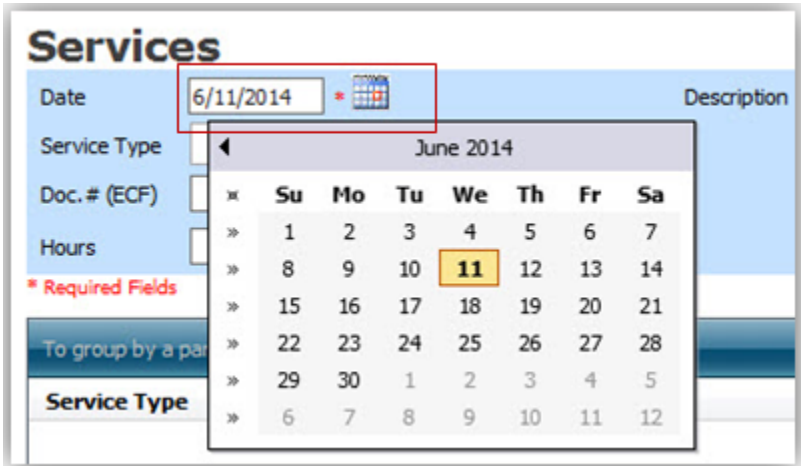 Services
Date 6/11/2014 * Description
Service Type
June 2014
Doc.# (ECF)
Su Mo Tu We Th Fr Sa
» 1 2 3 4 5 6 7
Hours
» 8 9 10 11 12 13 14
* Required Fields
» 15 16 17 18 19 20 21
To group by a par
» 22 23 24 25 26 27 28
» 29 30 1 2 3 4 5
Service Type
» 6 7 8 9 10 11 12